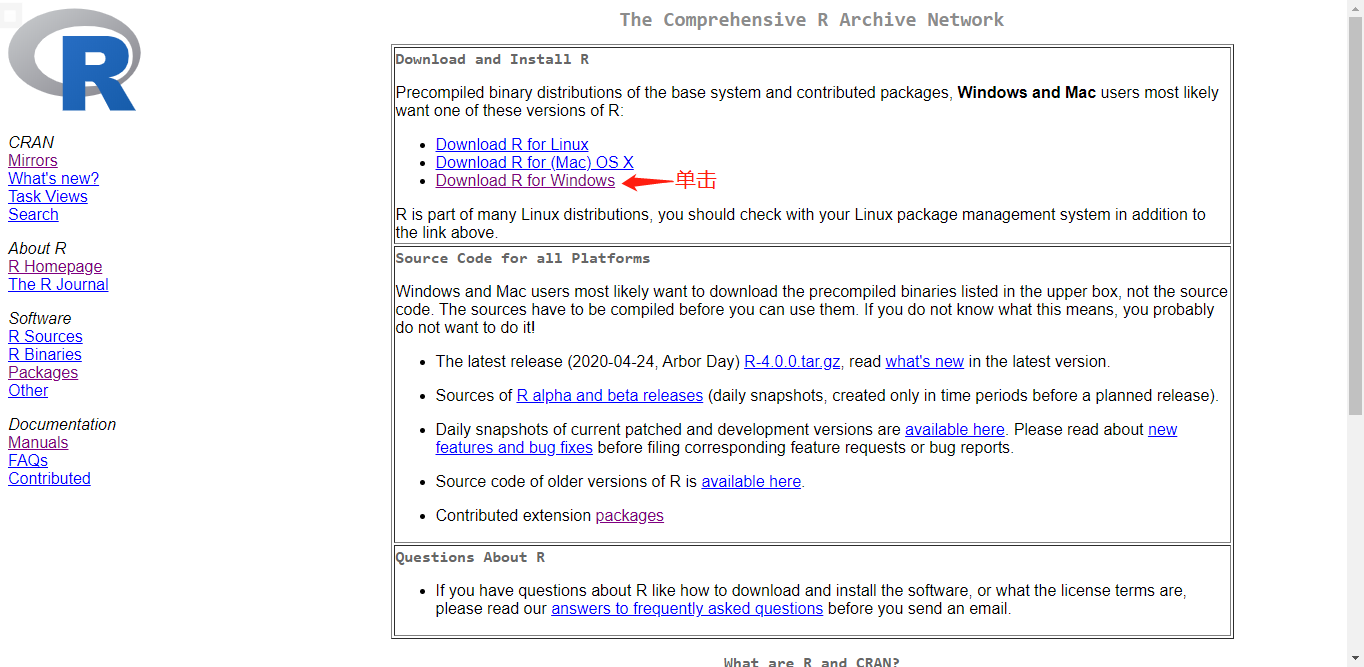 The Comprehensive R Archive Network
R
CRAN
Mirrors
What's new?
Task Views
Search
About R
R Homepage
The R Journal
Software
R Sources
R Binaries
Packages
Other
Documentation
Manuals
FAQs
Contributed
Download and Install R
Precompiled binary distributions of the base system and contributed packages, Windows and Mac users most likely
want one of these versions of R:
Download R for Linux
Download R for (Mac) OS X
Download R for Windows 单击
R is part of many Linux distributions, you should check with your Linux package management system in addition to
the link above.
Source Code for all Platforms
Windows and Mac users most likely want to download the precompiled binaries listed in the upper box, not the source
code. The sources have to be compiled before you can use them. If you do not know what this means, you probably
do not want to do it!
The latest release (2020-04-24, Arbor Day) R-4.0.0.tar.gz, read what's new in the latest version.
Sources of R alpha and beta releases (daily snapshots, created only in time periods before a planned release).
Daily snapshots of current patched and development versions are available here. Please read about new
features and bug fixes before filing corresponding feature requests or bug reports.
Source code of older versions of R is available here.
Contributed extension packages
Questions About R
If you have questions about R like how to download and install the software, or what the license terms are,
please read our answers to frequently asked questions before you send an email.
What are R and CRAN?